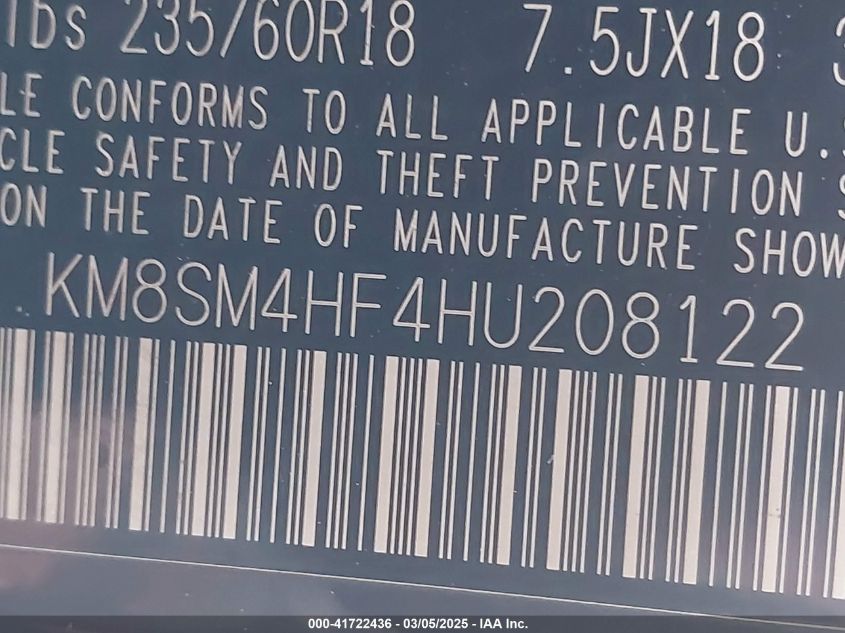 lbs 235/60R18 7.5JX18
LE CONFORMS TO ALL APPLICABLE U.S
CLE SAFETY AND THEFT PREVENTION S
ON THE DATE OF MANUFACTURE SHOW
KM8SM4HF4HU208122
000-41722436 - 03/05/2025 - IAA Inc.